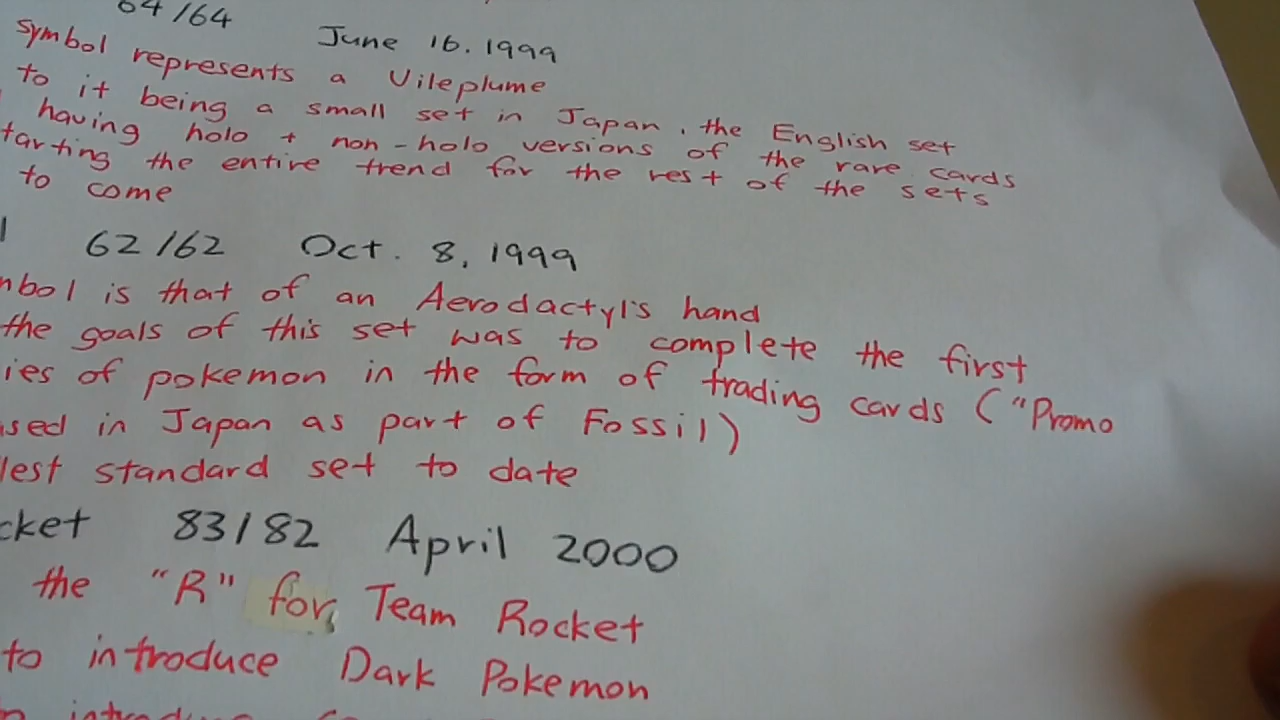 64/64 June 16. 1999
symbol represents a Vileplume
to it being a small set in Japan, the English set
having holo + non-holo versions of the rare cards
tarting the entire trend for the rest of the sets
to come
62/62 Oct. 8, 1999
mbol is that of an Aerodactyl's hand
the goals of this set was to complete the first
ies of pokemon in the form of trading cards ("Promo
sed in Japan as part of Fossil)
lest standard set to date
cket 83/82 April 2000
the "R" for Team Rocket
to introduce Dark Pokemon